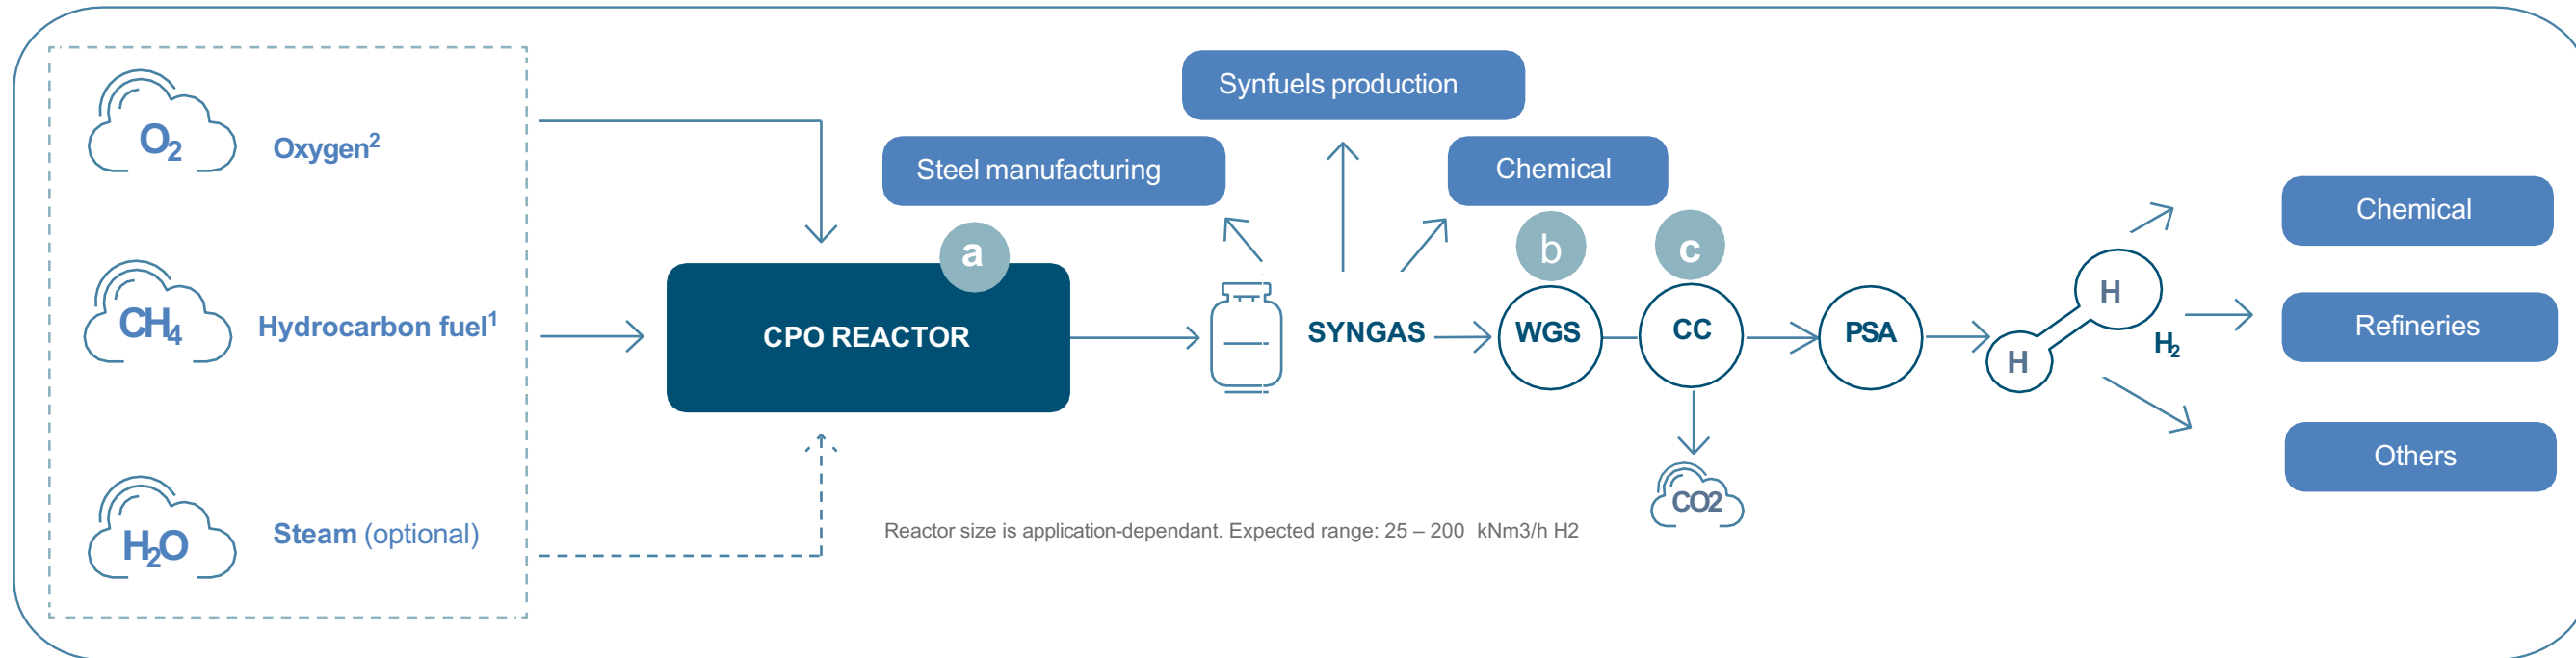 O2
Oxygen2
CH4
Hydrocarbon fuel1
H2O
Steam (optional)
Synfuels production
Steel manufacturing
Chemical
a
b
c
CPO REACTOR
SYNGAS
WGS
CC
PSA
H
H
H2
CO2
Chemical
Refineries
Others
Reactor size is application-dependant. Expected range: 25 – 200 kNm3/h H2